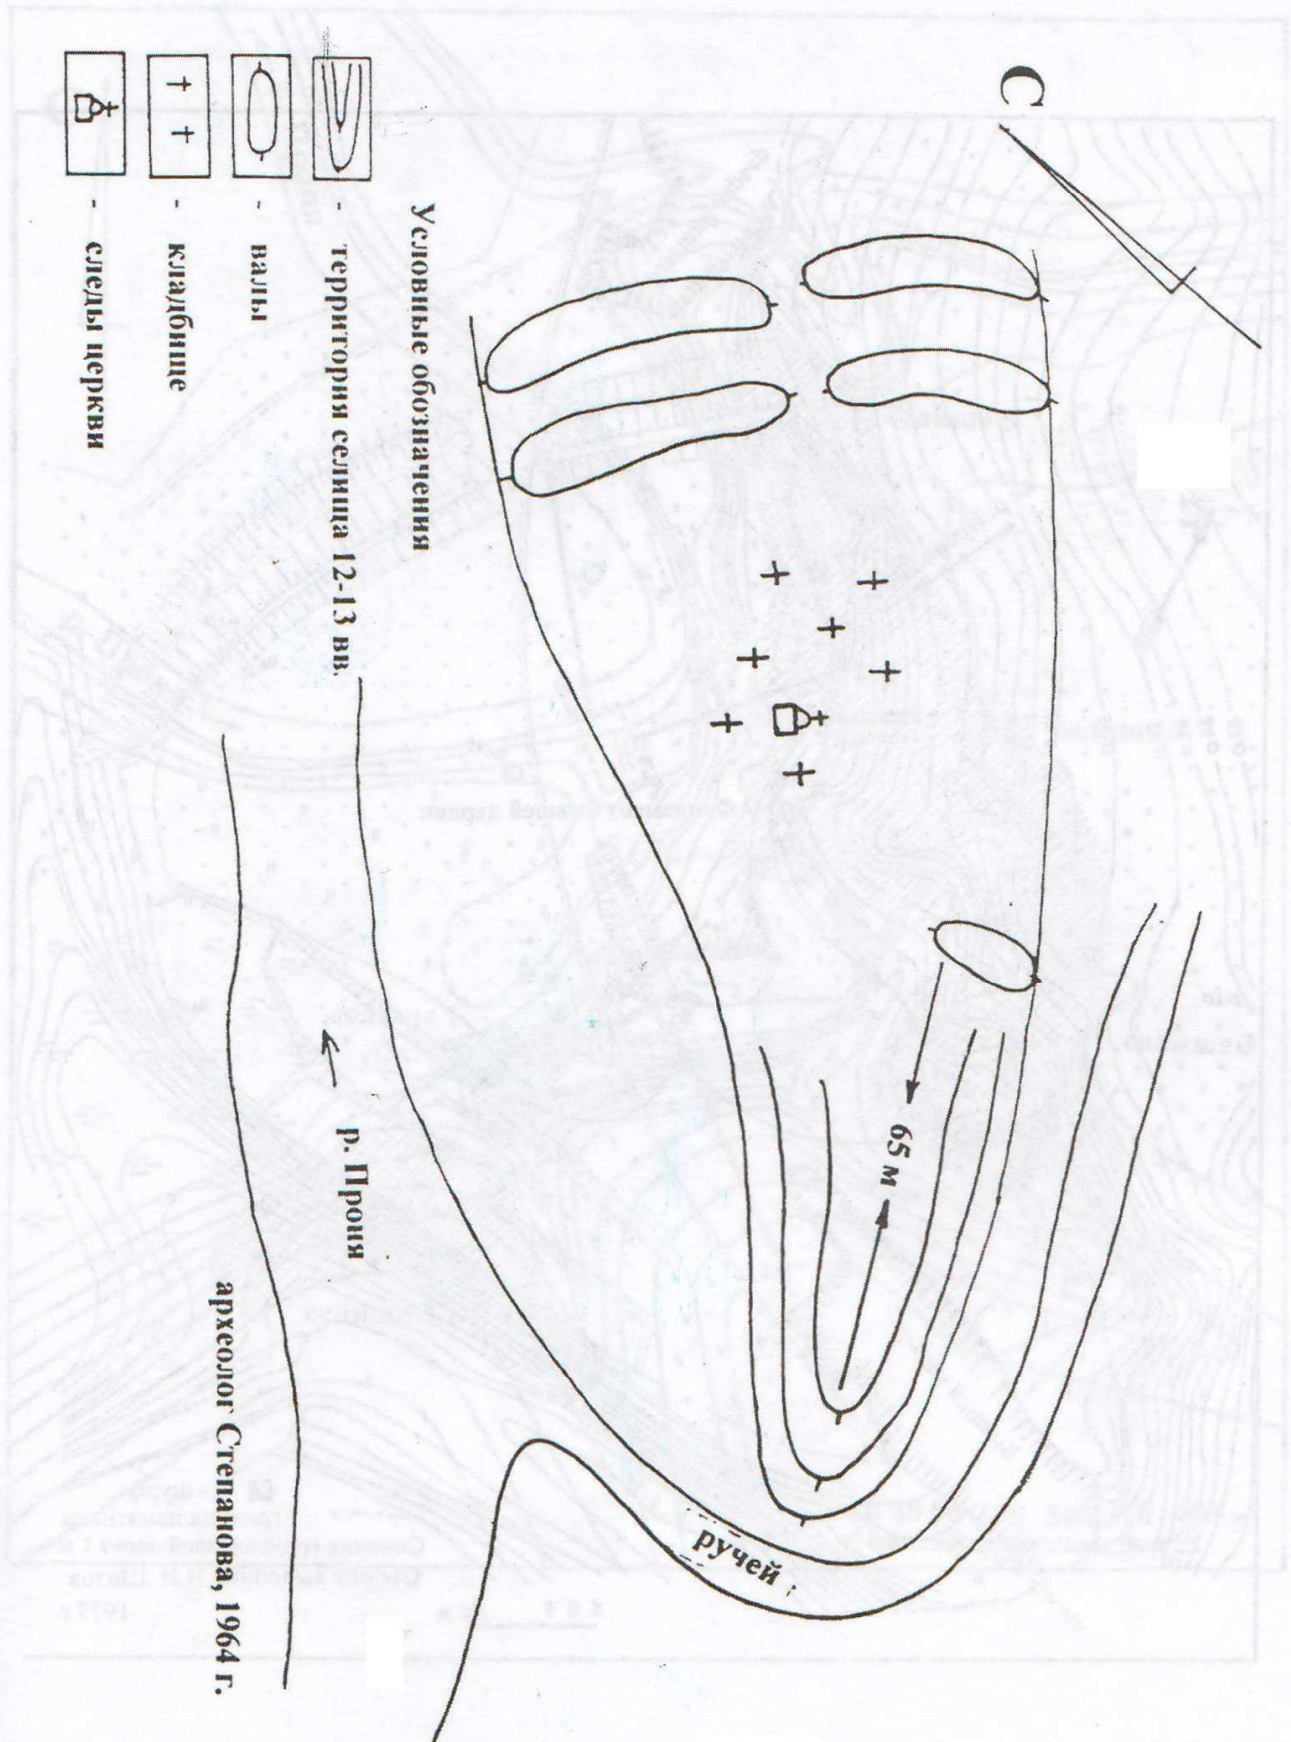 С
65 м
ручей
р. Проня
Условные обозначения
- территория селища 12-13 вв.
- валы
- кладбище
- следы церкви
археолог Степанова, 1964 г.